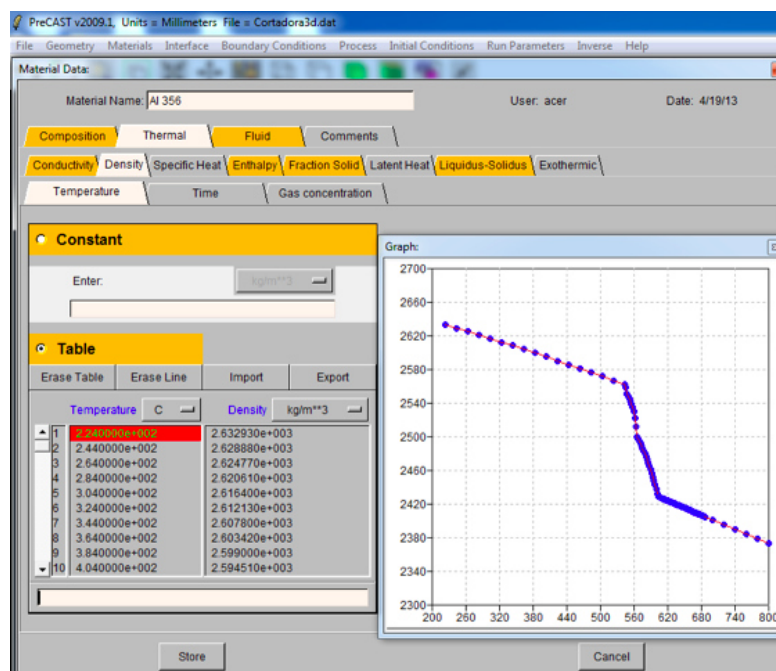 PreCAST v2009.1, Units = Millimeters File = Cortadora3d.dat
File Geometry Materials Interface Boundary Conditions Process Initial Conditions Run Parameters Inverse Help
Material Data:
Material Name: Al 356 User: acer Date: 4/19/13
Composition Thermal Fluid Comments
Conductivity Density Specific Heat Enthalpy Fraction Solid Latent Heat Liquidus-Solidus Exothermic
Temperature Time Gas concentration
Constant
Enter: kg/m**3
Table
Erase Table Erase Line Import Export
Temperature C Density kg/m**3
1 2.240000e+002 2.632930e+003
2 2.440000e+002 2.628880e+003
3 2.640000e+002 2.624770e+003
4 2.840000e+002 2.620610e+003
5 3.040000e+002 2.616400e+003
6 3.240000e+002 2.612130e+003
7 3.440000e+002 2.607800e+003
8 3.640000e+002 2.603420e+003
9 3.840000e+002 2.599000e+003
10 4.040000e+002 2.594510e+003
Graph:
2700
2660
2620
2580
2540
2500
2460
2420
2380
2340
2300
200 260 320 380 440 500 560 620 680 740 800
Store Cancel